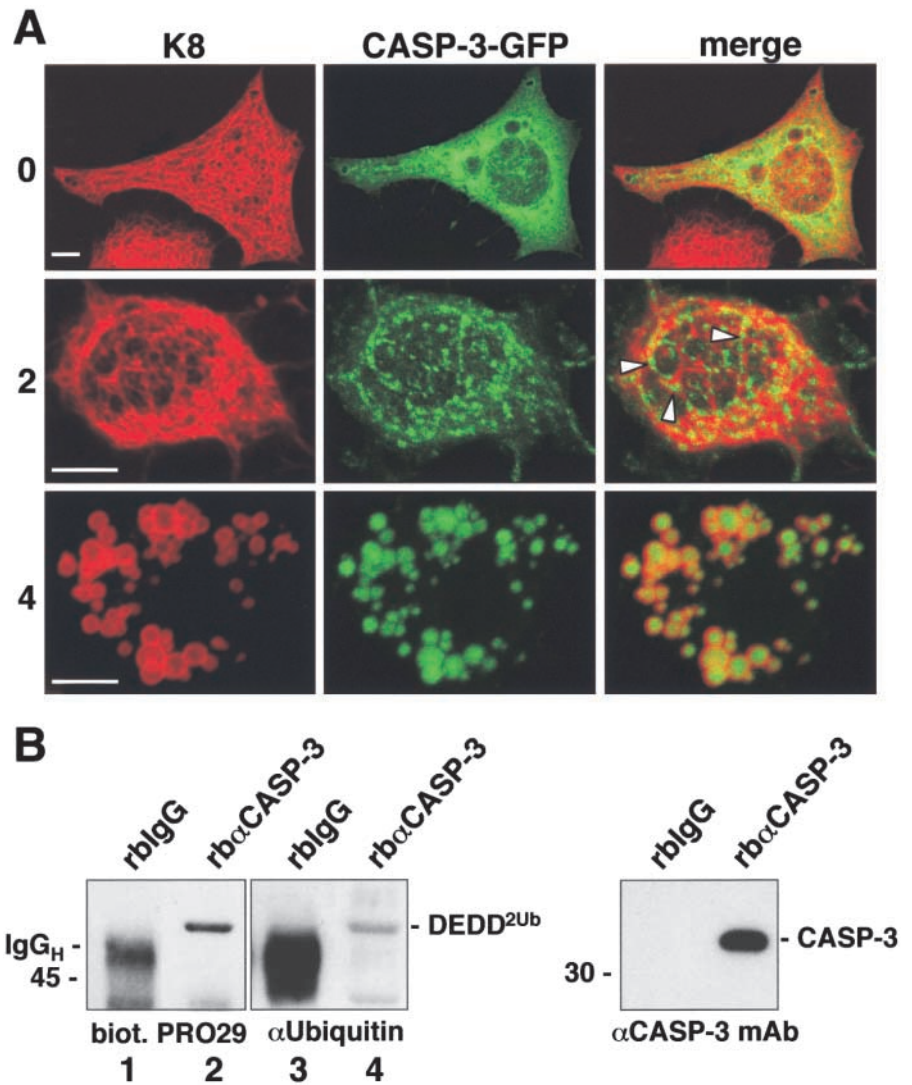 A
K8 CASP-3-GFP merge
0
2
4
B
rbIgG rbαCASP-3 rbIgG rbαCASP-3 rbIgG rbαCASP-3
- DEDD²ᵁᵇ
IgGH -
45 -
- CASP-3
30 -
biot. PRO29 αUbiquitin αCASP-3 mAb
1 2 3 4